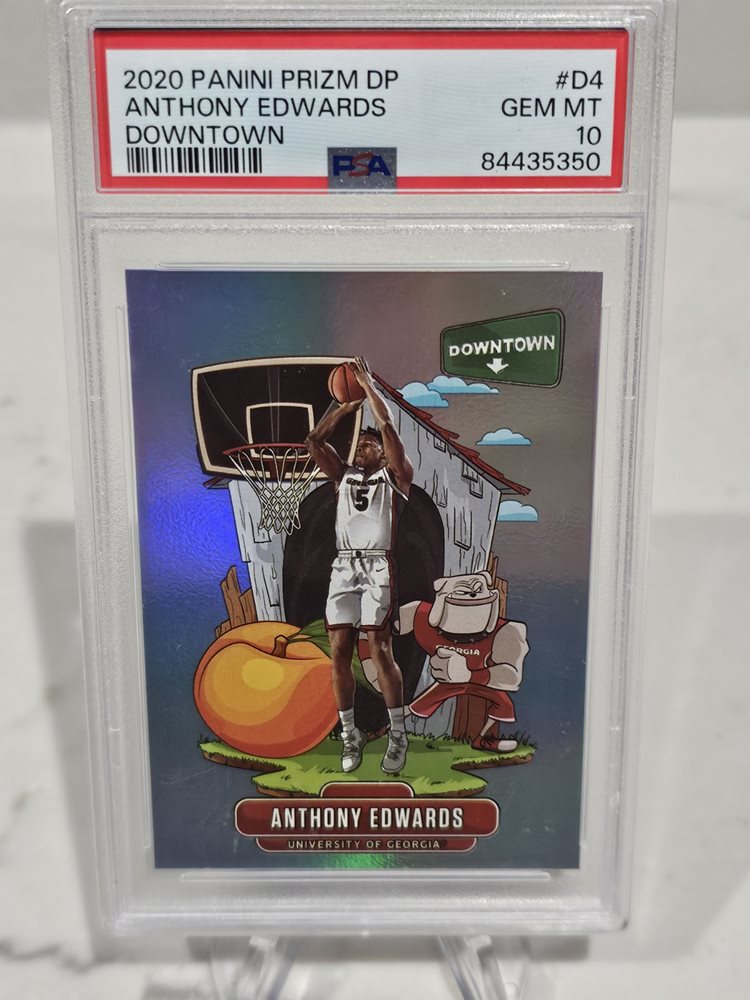 2020 PANINI PRIZM DP #D4
ANTHONY EDWARDS GEM MT
DOWNTOWN 10
PSA 84435350
DOWNTOWN
GEORGIA
5
GEORGIA
ANTHONY EDWARDS
UNIVERSITY OF GEORGIA